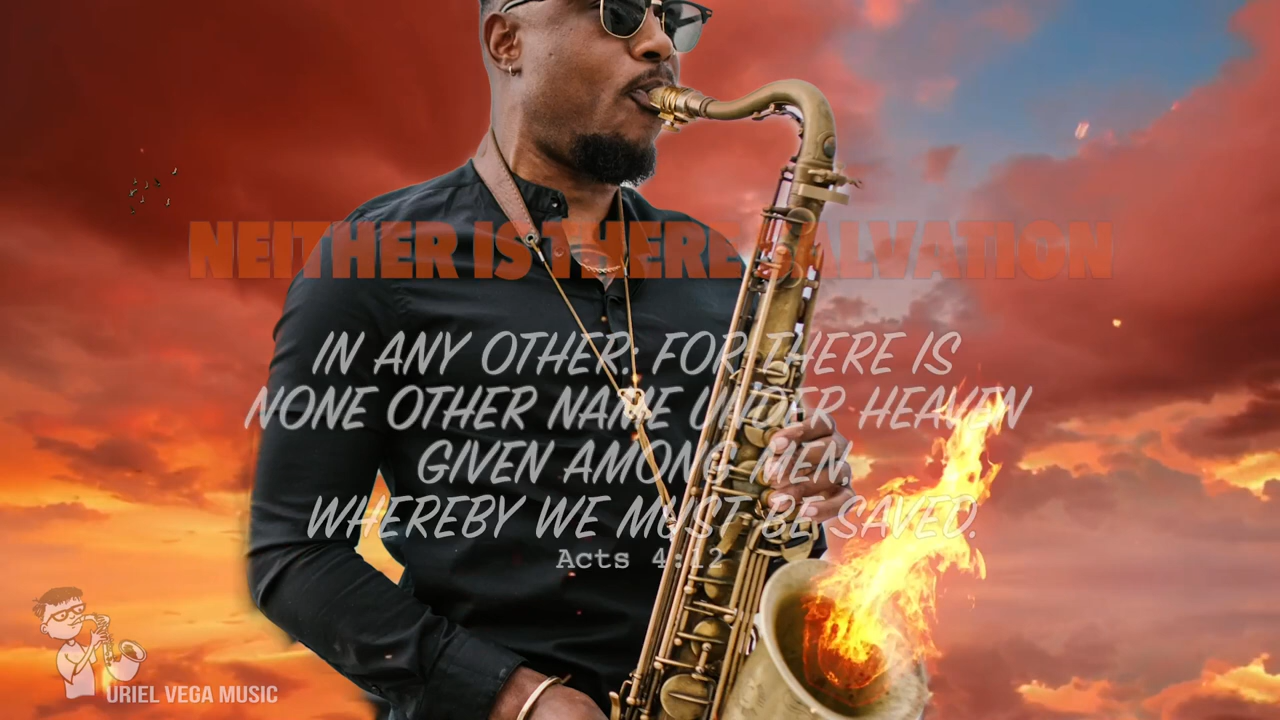 NEITHER IS THERE SALVATION
IN ANY OTHER: FOR THERE IS
NONE OTHER NAME UNDER HEAVEN
GIVEN AMONG MEN,
WHEREBY WE MUST BE SAVED.
Acts 4:12
URIEL VEGA MUSIC